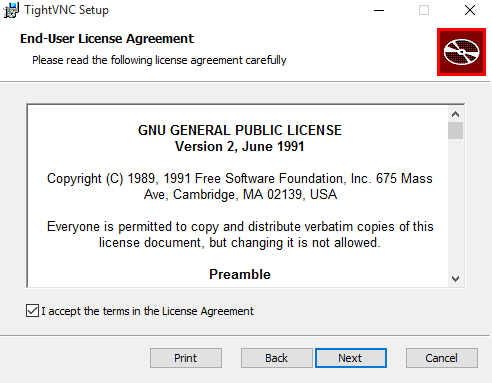 TightVNC Setup
End-User License Agreement
Please read the following license agreement carefully
GNU GENERAL PUBLIC LICENSE
Version 2, June 1991
Copyright (C) 1989, 1991 Free Software Foundation, Inc. 675 Mass
Ave, Cambridge, MA 02139, USA
Everyone is permitted to copy and distribute verbatim copies of this
license document, but changing it is not allowed.
Preamble
I accept the terms in the License Agreement
Print
Back
Next
Cancel